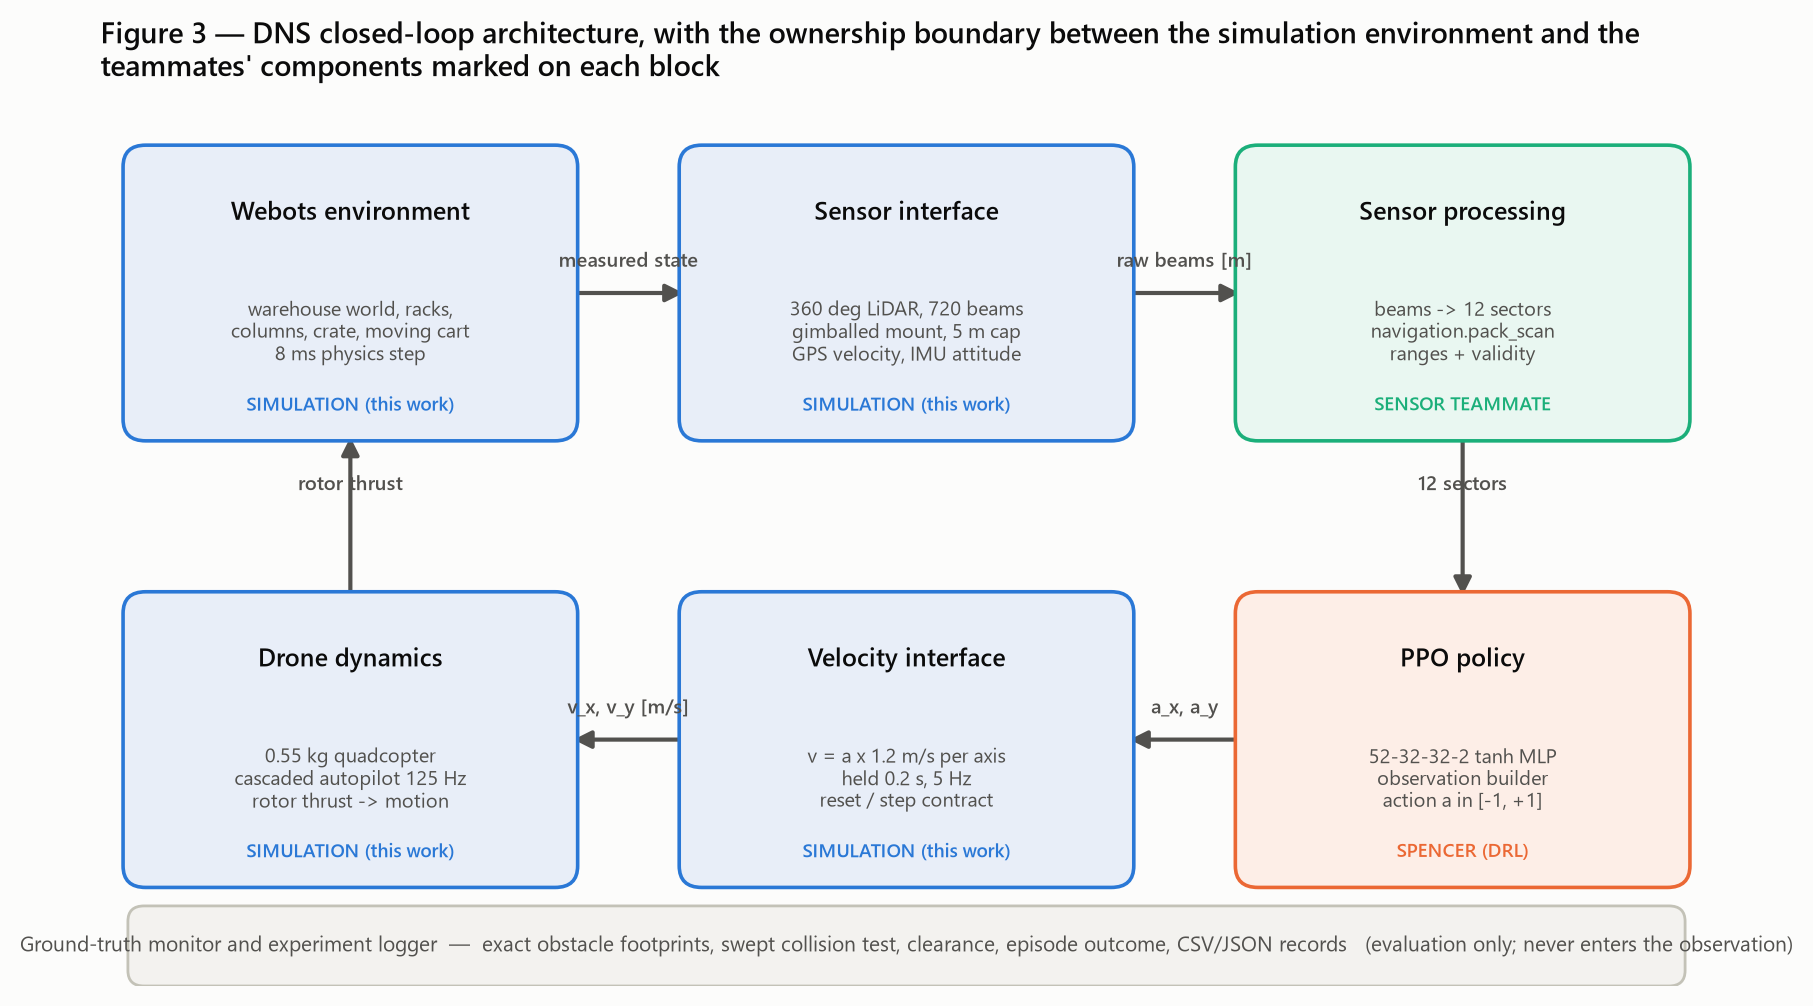 Figure 3 — DNS closed-loop architecture, with the ownership boundary between the simulation environment and the
teammates' components marked on each block
Webots environment
warehouse world, racks,
columns, crate, moving cart
8 ms physics step
SIMULATION (this work)
measured state
Sensor interface
360 deg LiDAR, 720 beams
gimballed mount, 5 m cap
GPS velocity, IMU attitude
SIMULATION (this work)
raw beams [m]
Sensor processing
beams -> 12 sectors
navigation.pack_scan
ranges + validity
SENSOR TEAMMATE
rotor thrust
12 sectors
Drone dynamics
0.55 kg quadcopter
cascaded autopilot 125 Hz
rotor thrust -> motion
SIMULATION (this work)
v_x, v_y [m/s]
Velocity interface
v = a x 1.2 m/s per axis
held 0.2 s, 5 Hz
reset / step contract
SIMULATION (this work)
a_x, a_y
PPO policy
52-32-32-2 tanh MLP
observation builder
action a in [-1, +1]
SPENCER (DRL)
Ground-truth monitor and experiment logger — exact obstacle footprints, swept collision test, clearance, episode outcome, CSV/JSON records (evaluation only; never enters the observation)